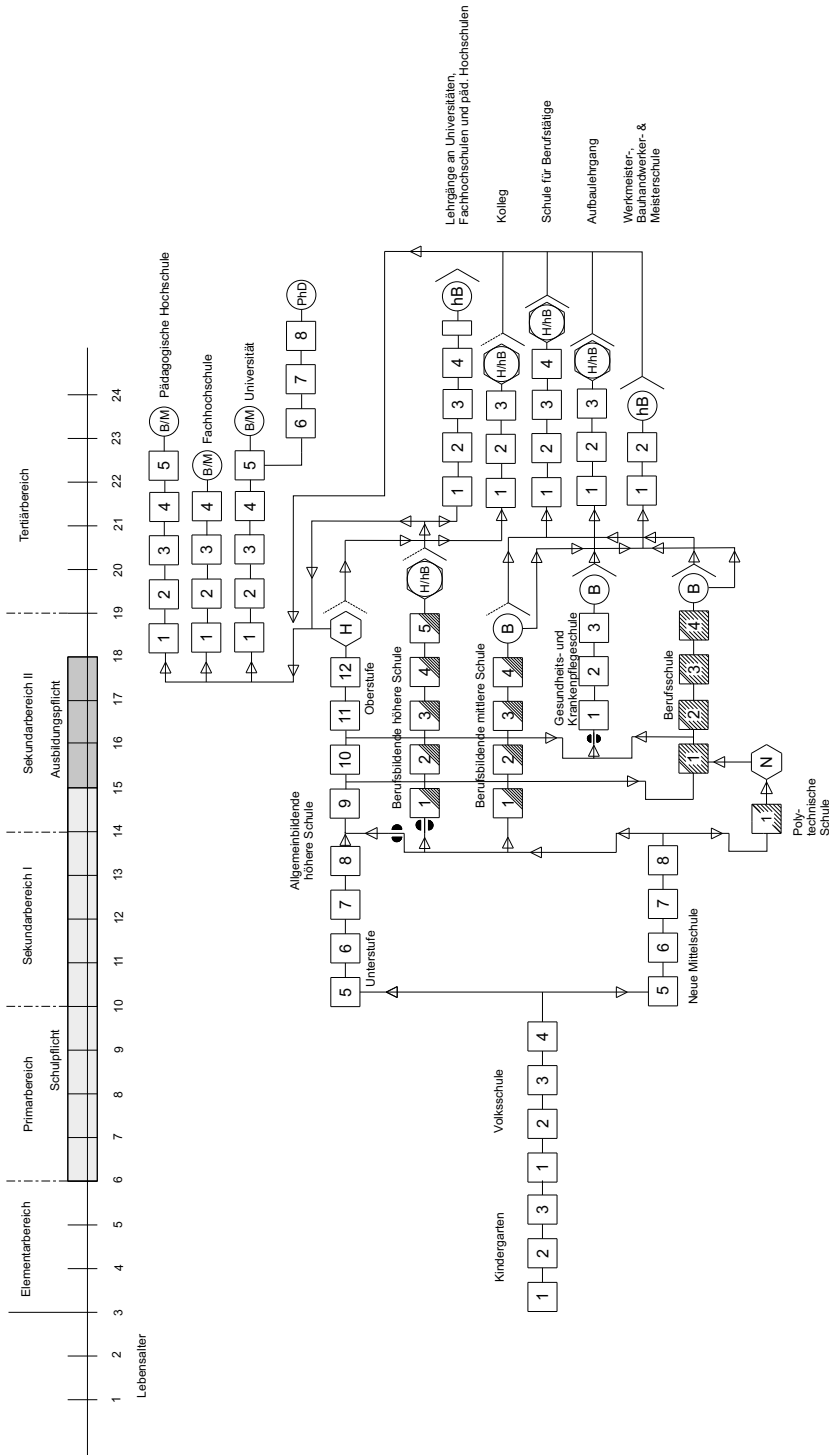 Elementarbereich
Primarbereich
Sekundarbereich I
Sekundarbereich II
Tertiärbereich
Schulpflicht
Ausbildungspflicht
1 2 3 4 5 6 7 8 9 10 11 12 13 14 15 16 17 18 19 20 21 22 23 24
Lebensalter
1 2 3 4 5 B/M Pädagogische Hochschule
1 2 3 4 B/M Fachhochschule
1 2 3 4 5 B/M Universität
6 7 8 PhD
Allgemeinbildende
höhere Schule
5 6 7 8 9 10 11 12 H
Unterstufe
Oberstufe
Berufsbildende höhere Schule
1 2 3 4 5 H/hB
1 2 3 4 hB
Lehrgänge an Universitäten,
Fachhochschulen und päd. Hochschulen
1 2 3 H/hB
Kolleg
Berufsbildende mittlere Schule
1 2 3 4 B
Kindergarten
1 2 3
Volksschule
1 2 3 4
1 2 3 4 H/hB
Schule für Berufstätige
Gesundheits- und
Krankenpflegeschule
1 2 3 B
1 2 3 H/hB
Aufbaulehrgang
1 2 hB
Werkmeister-,
Bauhandwerker- &
Meisterschule
5 6 7 8
Neue Mittelschule
Berufsschule
1 2 3 4 B
1 N
Poly-
technische
Schule